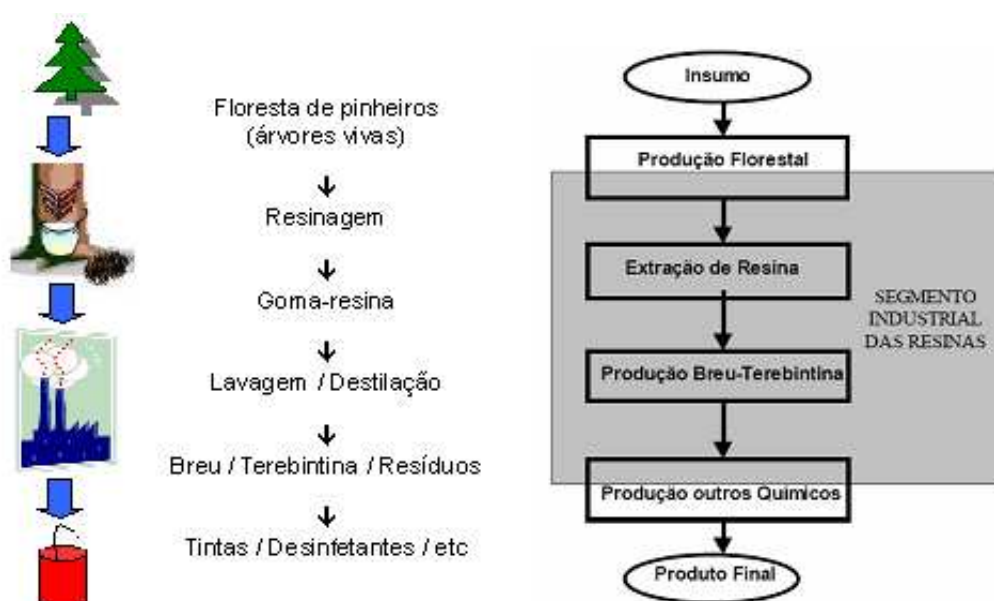 Floresta de pinheiros
(árvores vivas)
Resinagem
Goma-resina
Lavagem / Destilação
Breu / Terebintina / Resíduos
Tintas / Desinfetantes / etc
Insumo
Produção Florestal
Extração de Resina
SEGMENTO
INDUSTRIAL
DAS RESINAS
Produção Breu-Terebintina
Produção outros Químicos
Produto Final